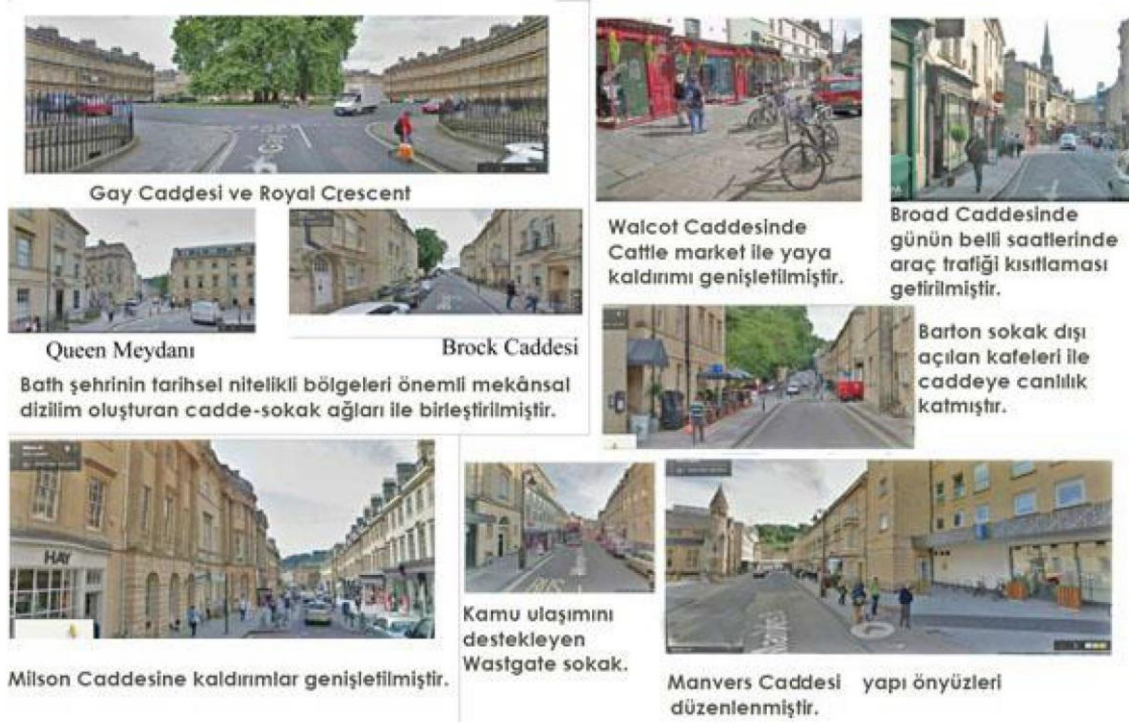 Gay Caddesi ve Royal Crescent
Queen Meydanı
Brock Caddesi
Bath şehrinin tarihsel nitelikli bölgeleri önemli mekânsal
dizilim oluşturan cadde-sokak ağları ile birleştirilmiştir.
Walcot Caddesinde
Cattle market ile yaya
kaldırımı genişletilmiştir.
Broad Caddesinde
günün belli saatlerinde
araç trafiği kısıtlaması
getirilmiştir.
Barton sokak dışı
açılan kafeleri ile
caddeye canlılık
katmıştır.
HAY
Milson Caddesine kaldırımlar genişletilmiştir.
BUS
Kamu ulaşımını
destekleyen
Wastgate sokak.
Manvers
Manvers Caddesi yapı önyüzleri
düzenlenmiştir.